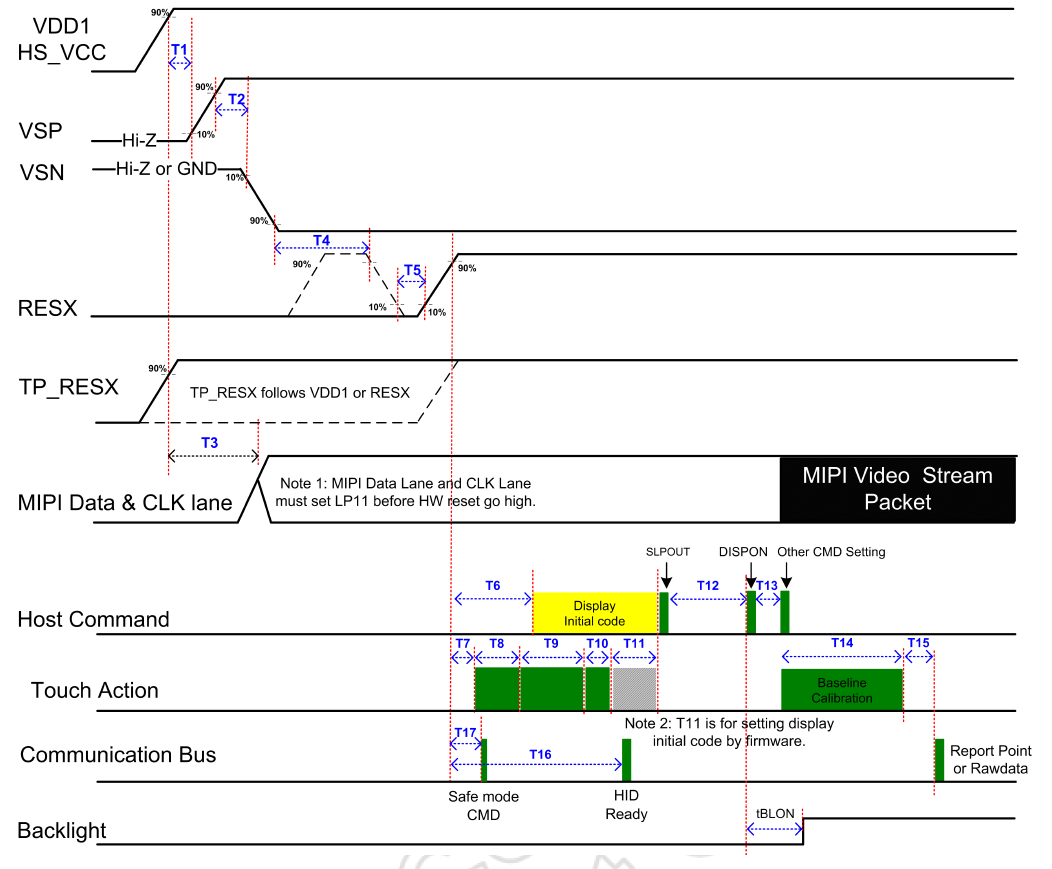 VDD1
HS_VCC
90%
T1
VSP
Hi-Z
90%
10%
T2
VSN
Hi-Z or GND
10%
90%
T4
90%
T5
90%
10%
10%
RESX
TP_RESX
90%
TP_RESX follows VDD1 or RESX
T3
MIPI Data & CLK lane
Note 1: MIPI Data Lane and CLK Lane
must set LP11 before HW reset go high.
MIPI Video Stream
Packet
SLPOUT
DISPON
Other CMD Setting
Host Command
T6
Display
Initial code
T12
T13
Touch Action
T7
T8
T9
T10
T11
T14
T15
Baseline
Calibration
Note 2: T11 is for setting display
initial code by firmware.
Communication Bus
T17
T16
Safe mode
CMD
HID
Ready
Report Point
or Rawdata
Backlight
tBLON